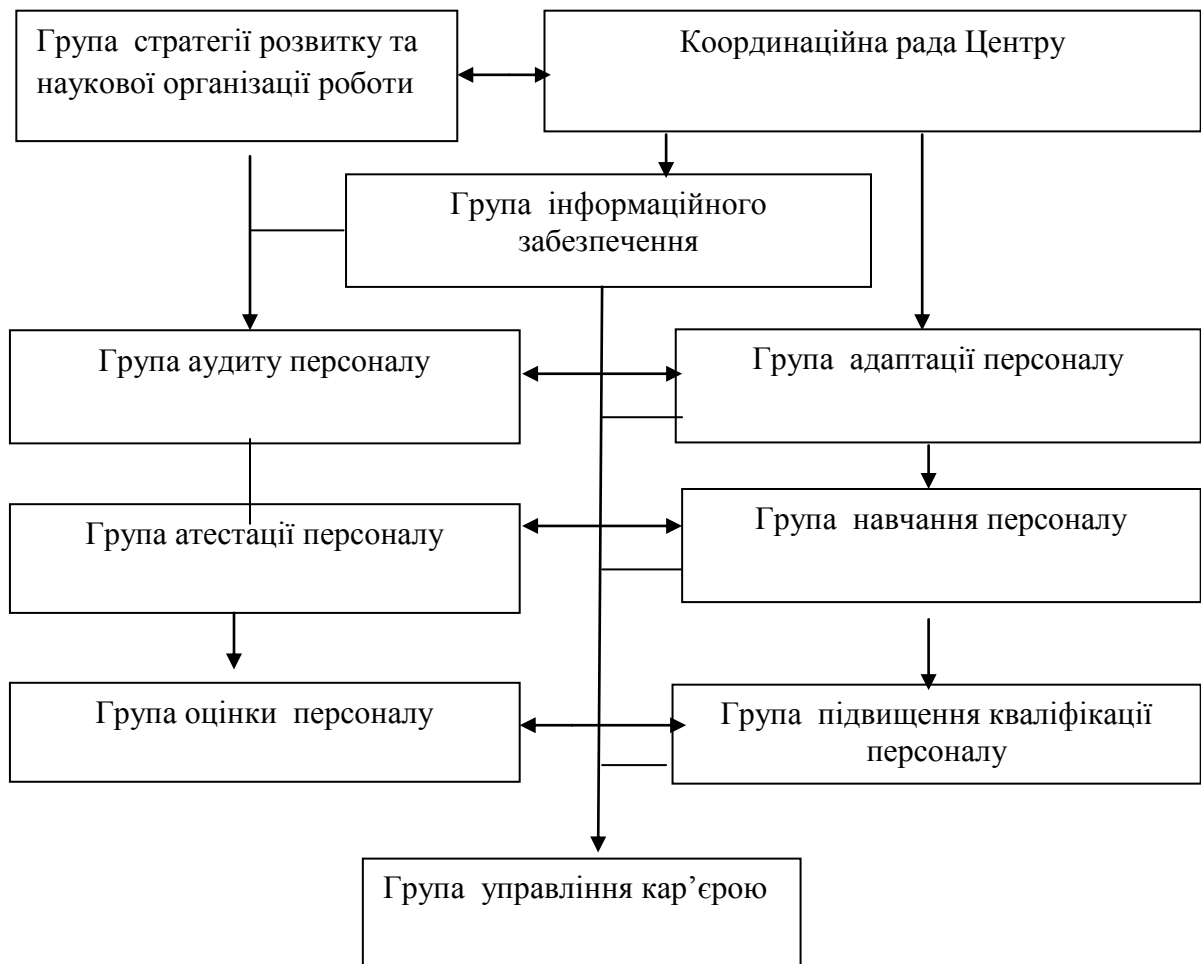 Група стратегії розвитку та
наукової організації роботи
Координаційна рада Центру
Група інформаційного
забезпечення
Група аудиту персоналу
Група адаптації персоналу
Група атестації персоналу
Група навчання персоналу
Група оцінки персоналу
Група підвищення кваліфікації
персоналу
Група управління кар’єрою